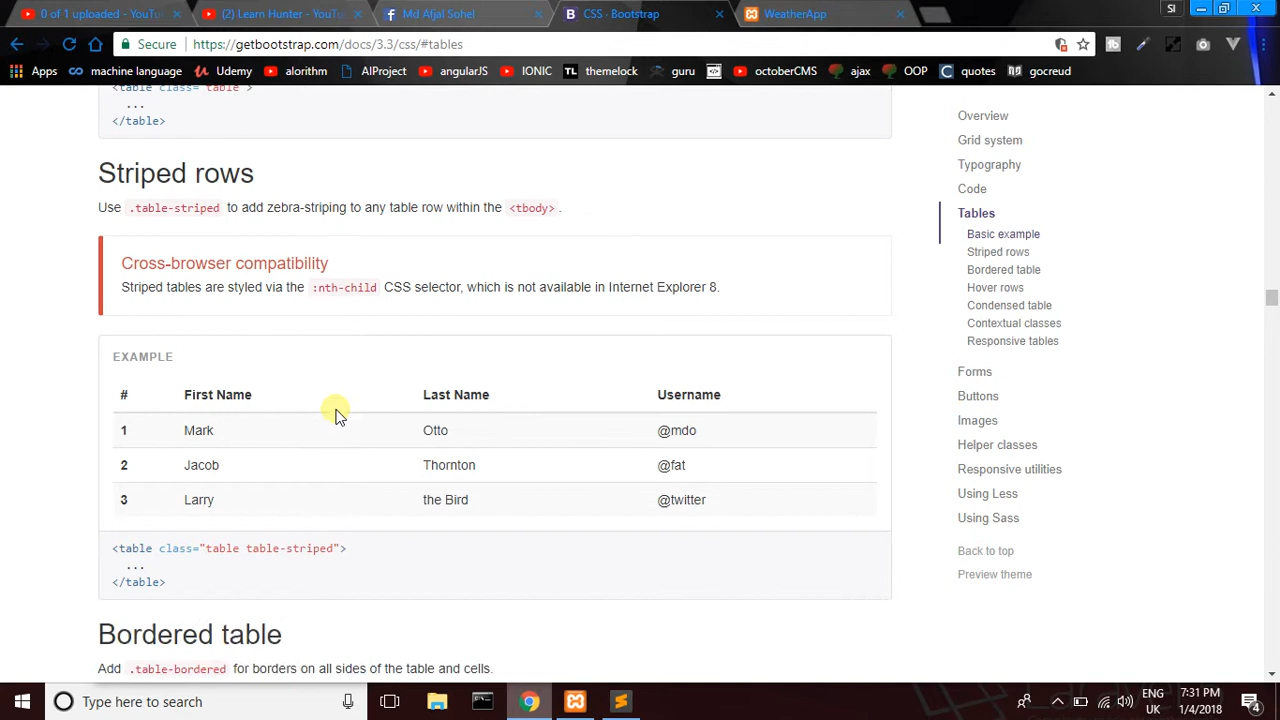 0 of 1 uploaded - YouTu
(2) Learn Hunter - YouTu
Md Afjal Sohel
CSS · Bootstrap
WeatherApp
SI
Secure
https://getbootstrap.com/docs/3.3/css/#tables
Apps
machine language
Udemy
alorithm
AIProject
angularJS
IONIC
TL themelock
guru
octoberCMS
ajax
OOP
quotes
gocreud
<table class="table">
...
</table>
Striped rows
Use .table-striped to add zebra-striping to any table row within the <tbody>.
Cross-browser compatibility
Striped tables are styled via the :nth-child CSS selector, which is not available in Internet Explorer 8.
EXAMPLE
# First Name Last Name Username
1 Mark Otto @mdo
2 Jacob Thornton @fat
3 Larry the Bird @twitter
<table class="table table-striped">
...
</table>
Bordered table
Add .table-bordered for borders on all sides of the table and cells.
Overview
Grid system
Typography
Code
Tables
Basic example
Striped rows
Bordered table
Hover rows
Condensed table
Contextual classes
Responsive tables
Forms
Buttons
Images
Helper classes
Responsive utilities
Using Less
Using Sass
Back to top
Preview theme
Type here to search
ENG
UK
7:31 PM
1/4/2018
4